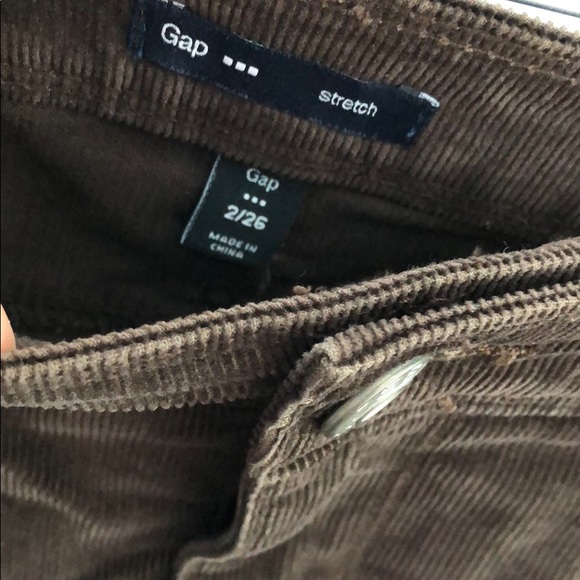 Gap ...
stretch
Gap
...
2/26
MADE IN
CHINA